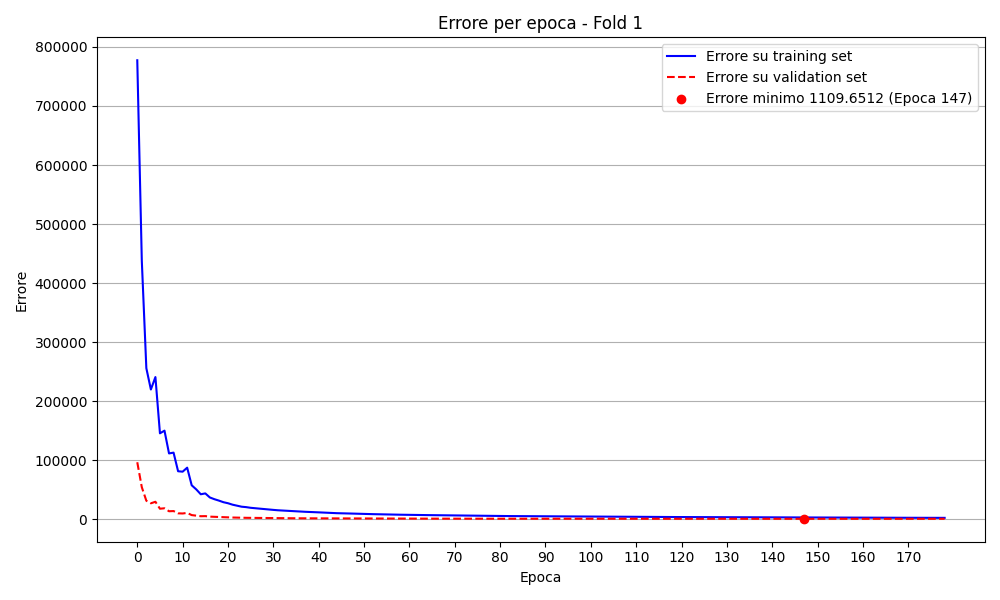 Errore per epoca - Fold 1
Errore su training set
Errore su validation set
Errore minimo 1109.6512 (Epoca 147)
800000
700000
600000
500000
400000
300000
200000
100000
0
Errore
0 10 20 30 40 50 60 70 80 90 100 110 120 130 140 150 160 170
Epoca